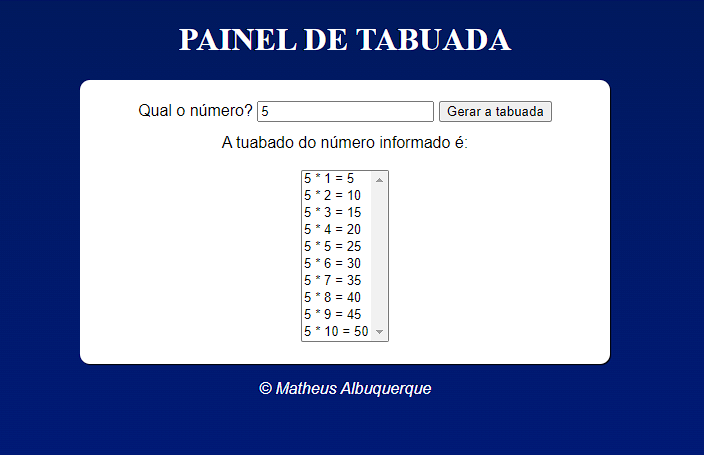 PAINEL DE TABUADA
Qual o número? 5 Gerar a tabuada
A tuabado do número informado é:
5 * 1 = 5
5 * 2 = 10
5 * 3 = 15
5 * 4 = 20
5 * 5 = 25
5 * 6 = 30
5 * 7 = 35
5 * 8 = 40
5 * 9 = 45
5 * 10 = 50
© Matheus Albuquerque